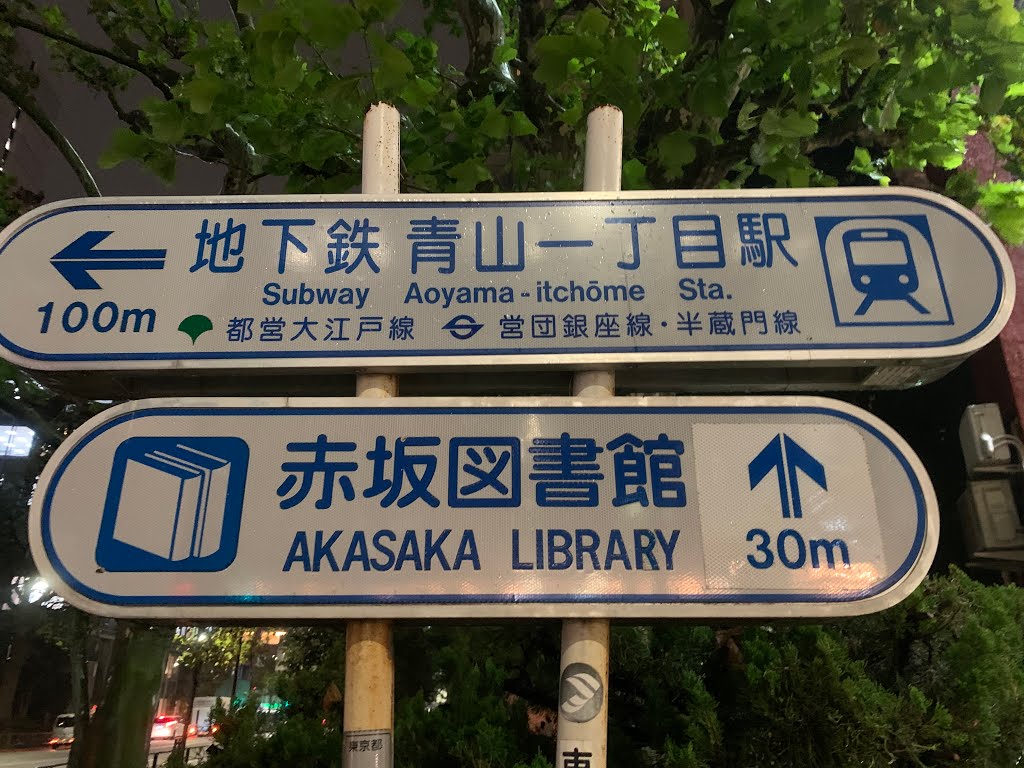 地下鉄 青山一丁目駅
Subway Aoyama-itchōme Sta.
100m
都営大江戸線 営団銀座線・半蔵門線
赤坂図書館
AKASAKA LIBRARY
30m
東京都
東